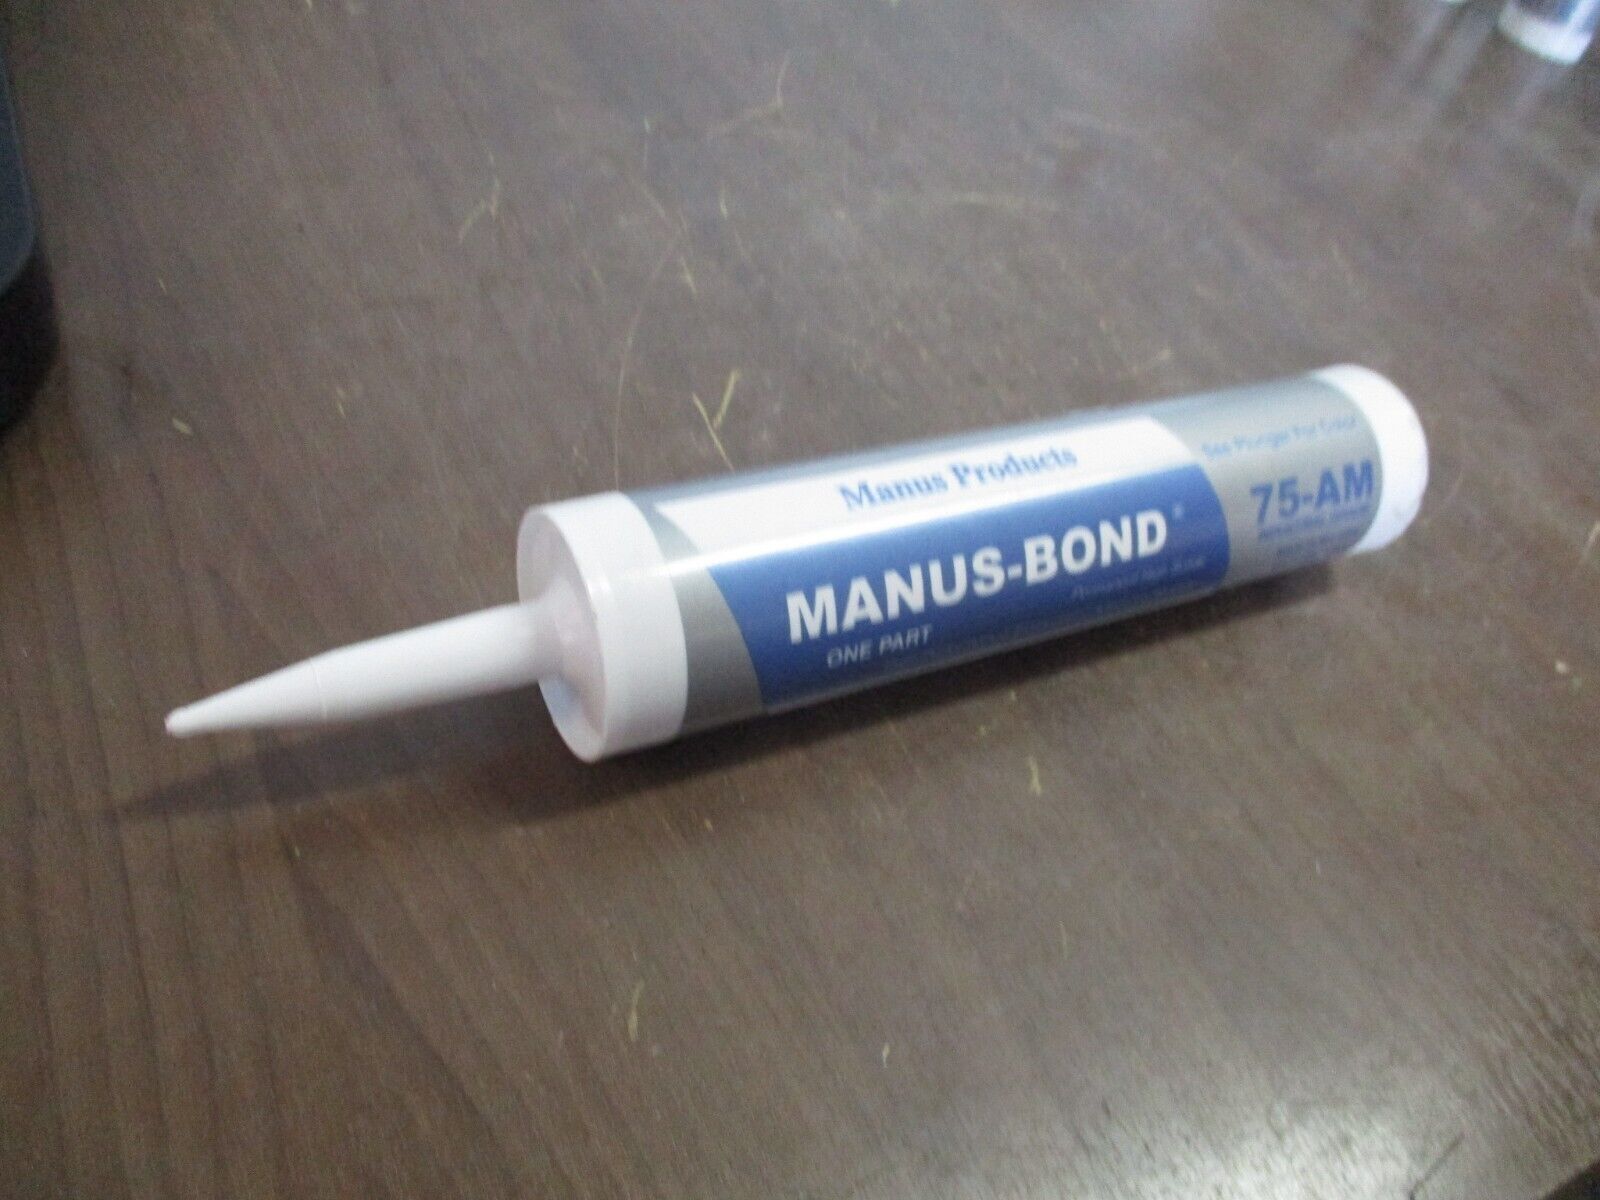 Manus Products
MANUS-BOND®
ONE PART
See Plunger For Color
75-AM